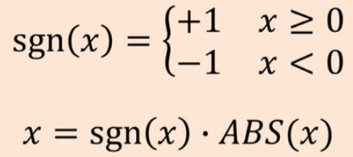 sgn(x) = {+1 x ≥ 0
−1 x < 0
x = sgn(x) · ABS(x)